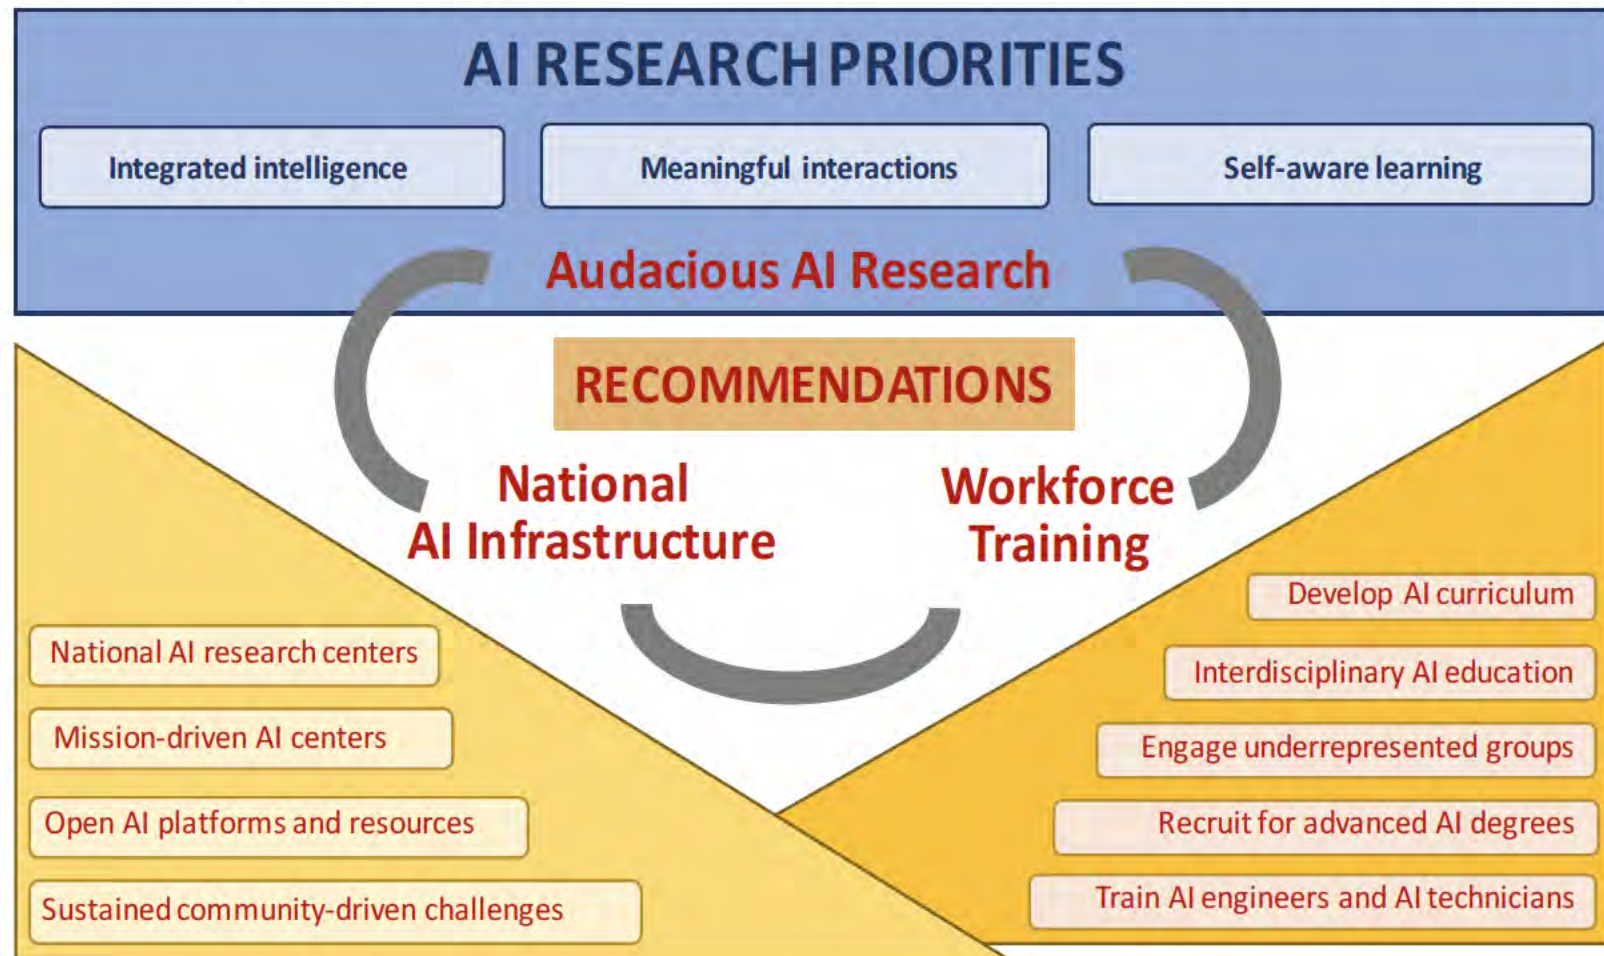 AI RESEARCH PRIORITIES
Integrated intelligence
Meaningful interactions
Self-aware learning
Audacious AI Research
RECOMMENDATIONS
National
AI Infrastructure
Workforce
Training
National AI research centers
Mission-driven AI centers
Open AI platforms and resources
Sustained community-driven challenges
Develop AI curriculum
Interdisciplinary AI education
Engage underrepresented groups
Recruit for advanced AI degrees
Train AI engineers and AI technicians